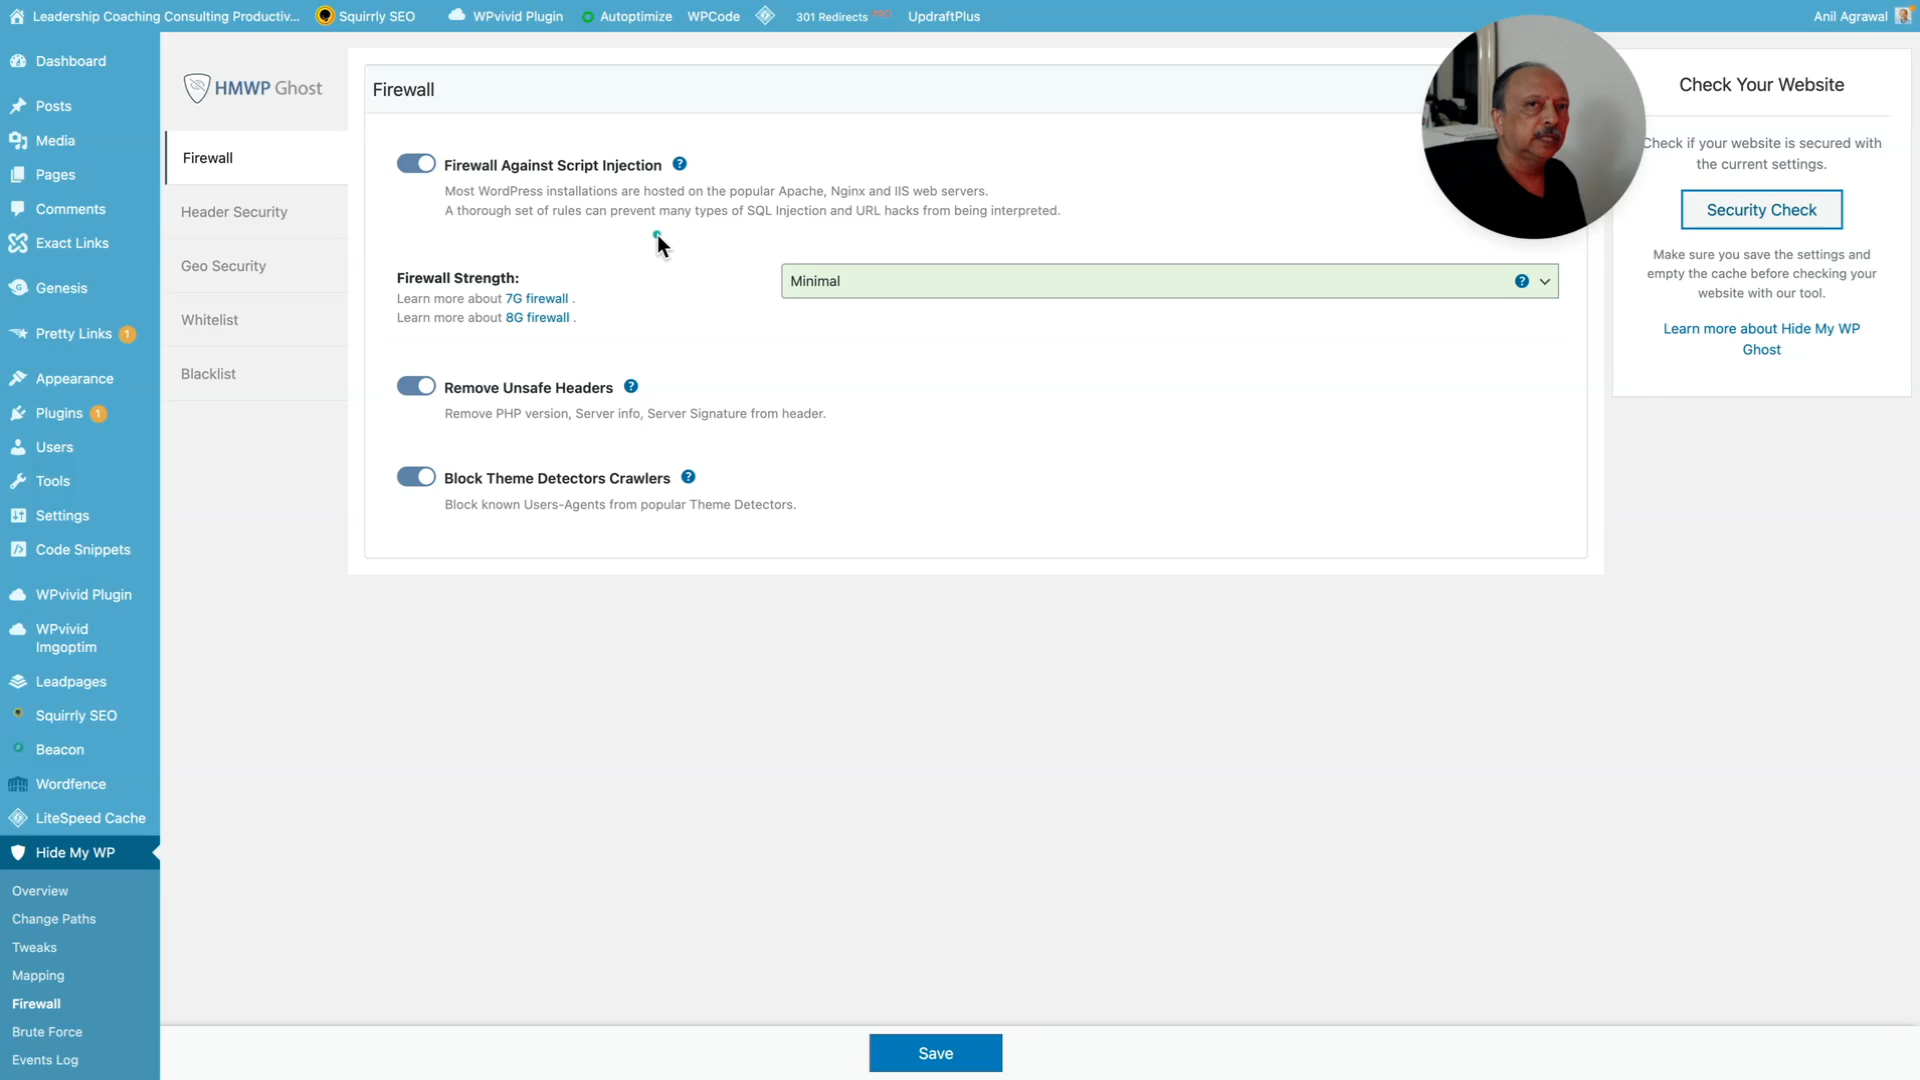 Leadership Coaching Consulting Productiv...
Squirrly SEO
WPvivid Plugin
Autoptimize
WPCode
301 Redirects PRO
UpdraftPlus
Anil Agrawal
Dashboard
Posts
Media
Pages
Comments
Exact Links
Genesis
Pretty Links 1
Appearance
Plugins 1
Users
Tools
Settings
Code Snippets
WPvivid Plugin
WPvivid
Imgoptim
Leadpages
Squirrly SEO
Beacon
Wordfence
LiteSpeed Cache
Hide My WP
Overview
Change Paths
Tweaks
Mapping
Firewall
Brute Force
Events Log
HMWP Ghost
Firewall
Header Security
Geo Security
Whitelist
Blacklist
Firewall
Firewall Against Script Injection ?
Most WordPress installations are hosted on the popular Apache, Nginx and IIS web servers.
A thorough set of rules can prevent many types of SQL Injection and URL hacks from being interpreted.
Firewall Strength:
Learn more about 7G firewall .
Learn more about 8G firewall .
Minimal ?
Remove Unsafe Headers ?
Remove PHP version, Server info, Server Signature from header.
Block Theme Detectors Crawlers ?
Block known Users-Agents from popular Theme Detectors.
Save
Check Your Website
Check if your website is secured with
the current settings.
Security Check
Make sure you save the settings and
empty the cache before checking your
website with our tool.
Learn more about Hide My WP
Ghost